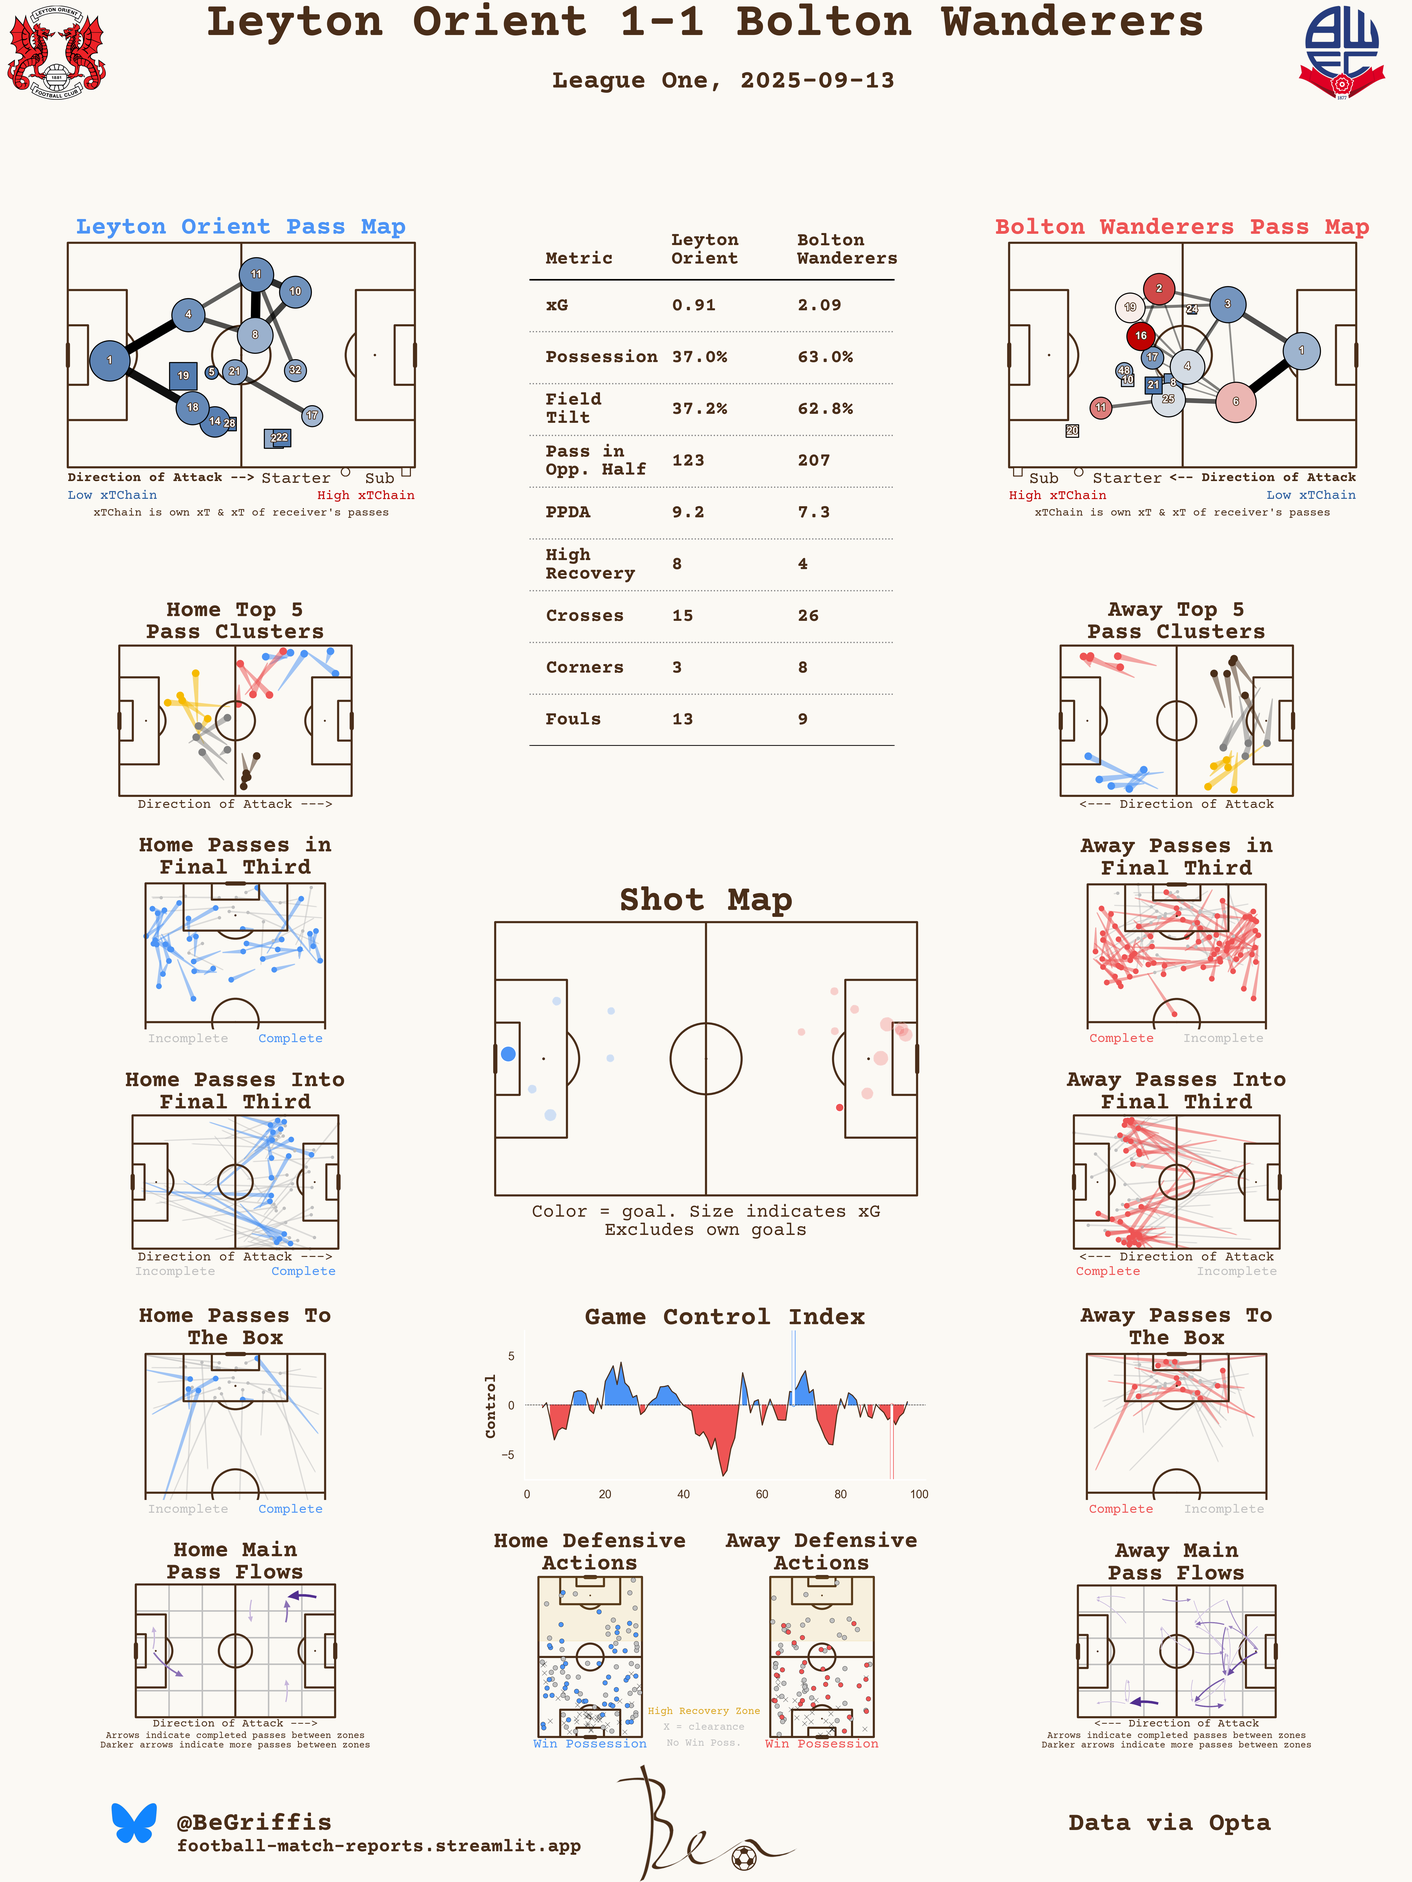 Leyton Orient 1-1 Bolton Wanderers
League One, 2025-09-13
LEYTON ORIENT
1881
FOOTBALL CLUB
1877
Leyton Orient Pass Map
11
10
4
8
1
19
5
21
32
18
14
28
17
22
Direction of Attack --> Starter Sub
Low xTChain High xTChain
xTChain is own xT & xT of receiver's passes
Metric Leyton Orient Bolton Wanderers
xG 0.91 2.09
Possession 37.0% 63.0%
Field Tilt 37.2% 62.8%
Pass in Opp. Half 123 207
PPDA 9.2 7.3
High Recovery 8 4
Crosses 15 26
Corners 3 8
Fouls 13 9
Bolton Wanderers Pass Map
2
19
24
3
16
17
1
4
48
10
21
8
25
6
11
20
Sub Starter <-- Direction of Attack
High xTChain Low xTChain
xTChain is own xT & xT of receiver's passes
Home Top 5
Pass Clusters
Direction of Attack --->
Away Top 5
Pass Clusters
<--- Direction of Attack
Home Passes in
Final Third
Incomplete Complete
Shot Map
Color = goal. Size indicates xG
Excludes own goals
Away Passes in
Final Third
Complete Incomplete
Home Passes Into
Final Third
Direction of Attack --->
Incomplete Complete
Away Passes Into
Final Third
<--- Direction of Attack
Complete Incomplete
Home Passes To
The Box
Incomplete Complete
Game Control Index
Control
5
0
−5
0 20 40 60 80 100
Away Passes To
The Box
Complete Incomplete
Home Main
Pass Flows
Direction of Attack --->
Arrows indicate completed passes between zones
Darker arrows indicate more passes between zones
Home Defensive
Actions
Win Possession
Away Defensive
Actions
Win Possession
High Recovery Zone
X = clearance
No Win Poss.
Away Main
Pass Flows
<--- Direction of Attack
Arrows indicate completed passes between zones
Darker arrows indicate more passes between zones
@BeGriffis
football-match-reports.streamlit.app
Ben
Data via Opta